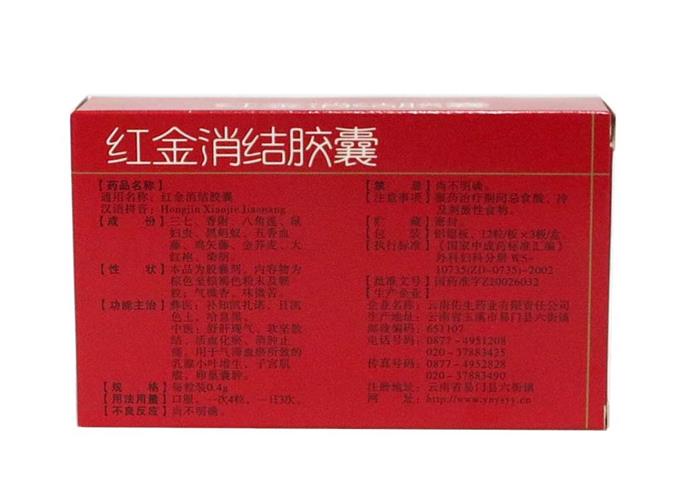 红金消结胶囊
【药品名称】
通用名称：红金消结胶囊
汉语拼音：Hongjin Xiaojie Jiaonang
【成　份】三七、香附、八角莲、鼠
妇虫、黑蚂蚁、五香血
藤、鸡矢藤、金荞麦、大
红袍、柴胡。
【性　状】本品为胶囊剂，内容物为
棕色至棕褐色粉末及颗
粒；气微香，味微苦。
【功能主治】彝医：补知凯扎诺、且凯
色土，哈息黑。
中医：舒肝理气，软坚散
结，活血化瘀，消肿止
痛。用于气滞血瘀所致的
乳腺小叶增生，子宫肌
瘤，卵巢囊肿。
【规　格】每粒装0.4g
【用法用量】口服，一次4粒，一日3次。
【不良反应】尚不明确。
【禁　忌】尚不明确。
【注意事项】服药治疗期间忌食酸、冷
及刺激性食物。
【贮　藏】密封
【包　装】铝塑板，12粒/板×3板/盒
【执行标准】《国家中成药标准汇编》
外科妇科分册 WS-
10735(ZD-0735)-2002
【批准文号】国药准字Z20026032
【生产企业】
企业名称：云南佑生药业有限责任公司
生产地址：云南省玉溪市易门县六街镇
邮政编码：651107
电话号码：0877-4951208
020-37883425
传真号码：0877-4952828
020-37883490
注册地址：云南省易门县六街镇
网　址：http://www.ynysyy.cn